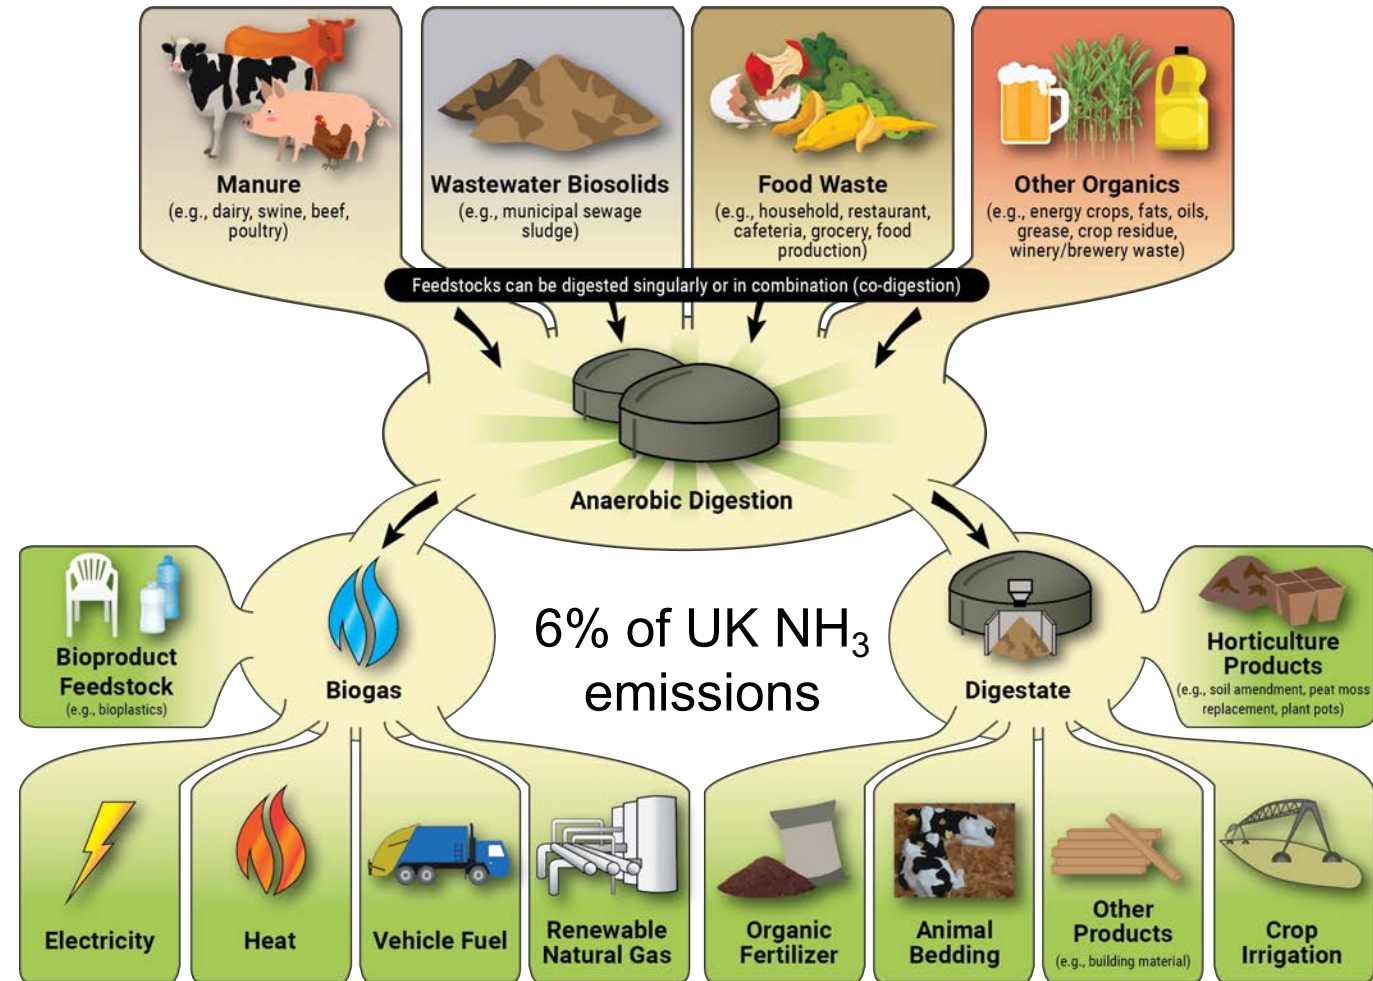 Manure
(e.g., dairy, swine, beef,
poultry)
Wastewater Biosolids
(e.g., municipal sewage
sludge)
Food Waste
(e.g., household, restaurant,
cafeteria, grocery, food
production)
Other Organics
(e.g., energy crops, fats, oils,
grease, crop residue,
winery/brewery waste)
Feedstocks can be digested singularly or in combination (co-digestion)
Anaerobic Digestion
Bioproduct
Feedstock
(e.g., bioplastics)
Biogas
6% of UK NH₃
emissions
Digestate
Horticulture
Products
(e.g., soil amendment, peat moss
replacement, plant pots)
Electricity
Heat
Vehicle Fuel
Renewable
Natural Gas
Organic
Fertilizer
Animal
Bedding
Other
Products
(e.g., building material)
Crop
Irrigation